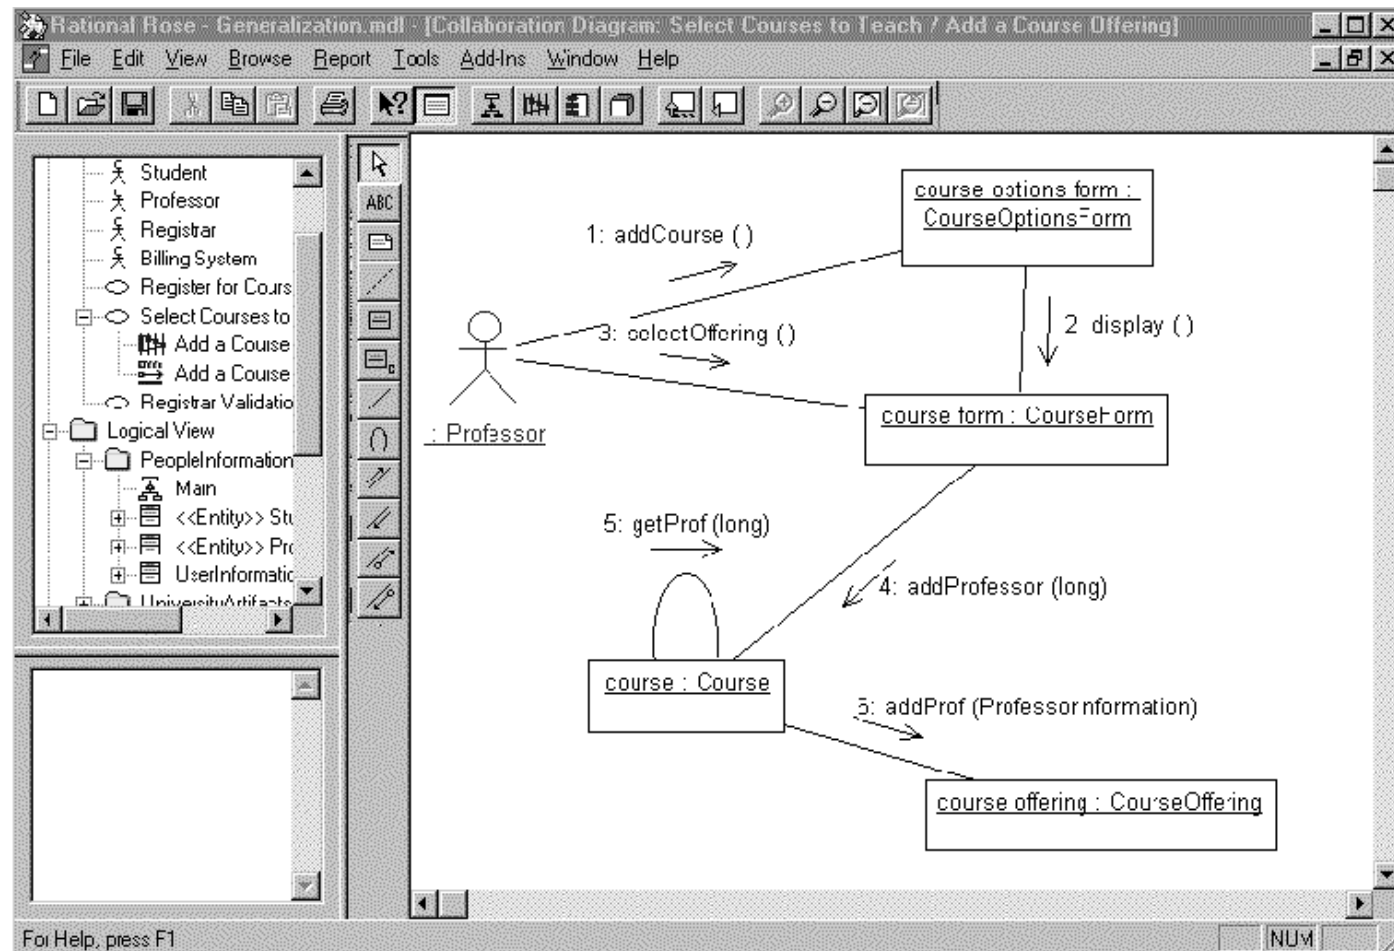 Rational Rose - Generalization.mdl - [Collaboration Diagram: Select Courses to Teach / Add a Course Offering]
File Edit View Browse Report Tools Add-Ins Window Help
Student
Professor
Registrar
Billing System
Register for Cours
Select Courses to
Add a Course
Add a Course
Registrar Validatio
Logical View
PeopleInformation
Main
<<Entity>> Stu
<<Entity>> Pro
UserInformatic
UniversityArtifacts
ABC
course options form :
CourseOptionsForm
1: addCourse ( )
2 display ( )
3: selectOffering ( )
: Professor
course form : CourseForm
5: getProf (long)
4: addProfessor (long)
course : Course
6: addProf (ProfessorInformation)
course offering : CourseOffering
For Help, press F1
NUM